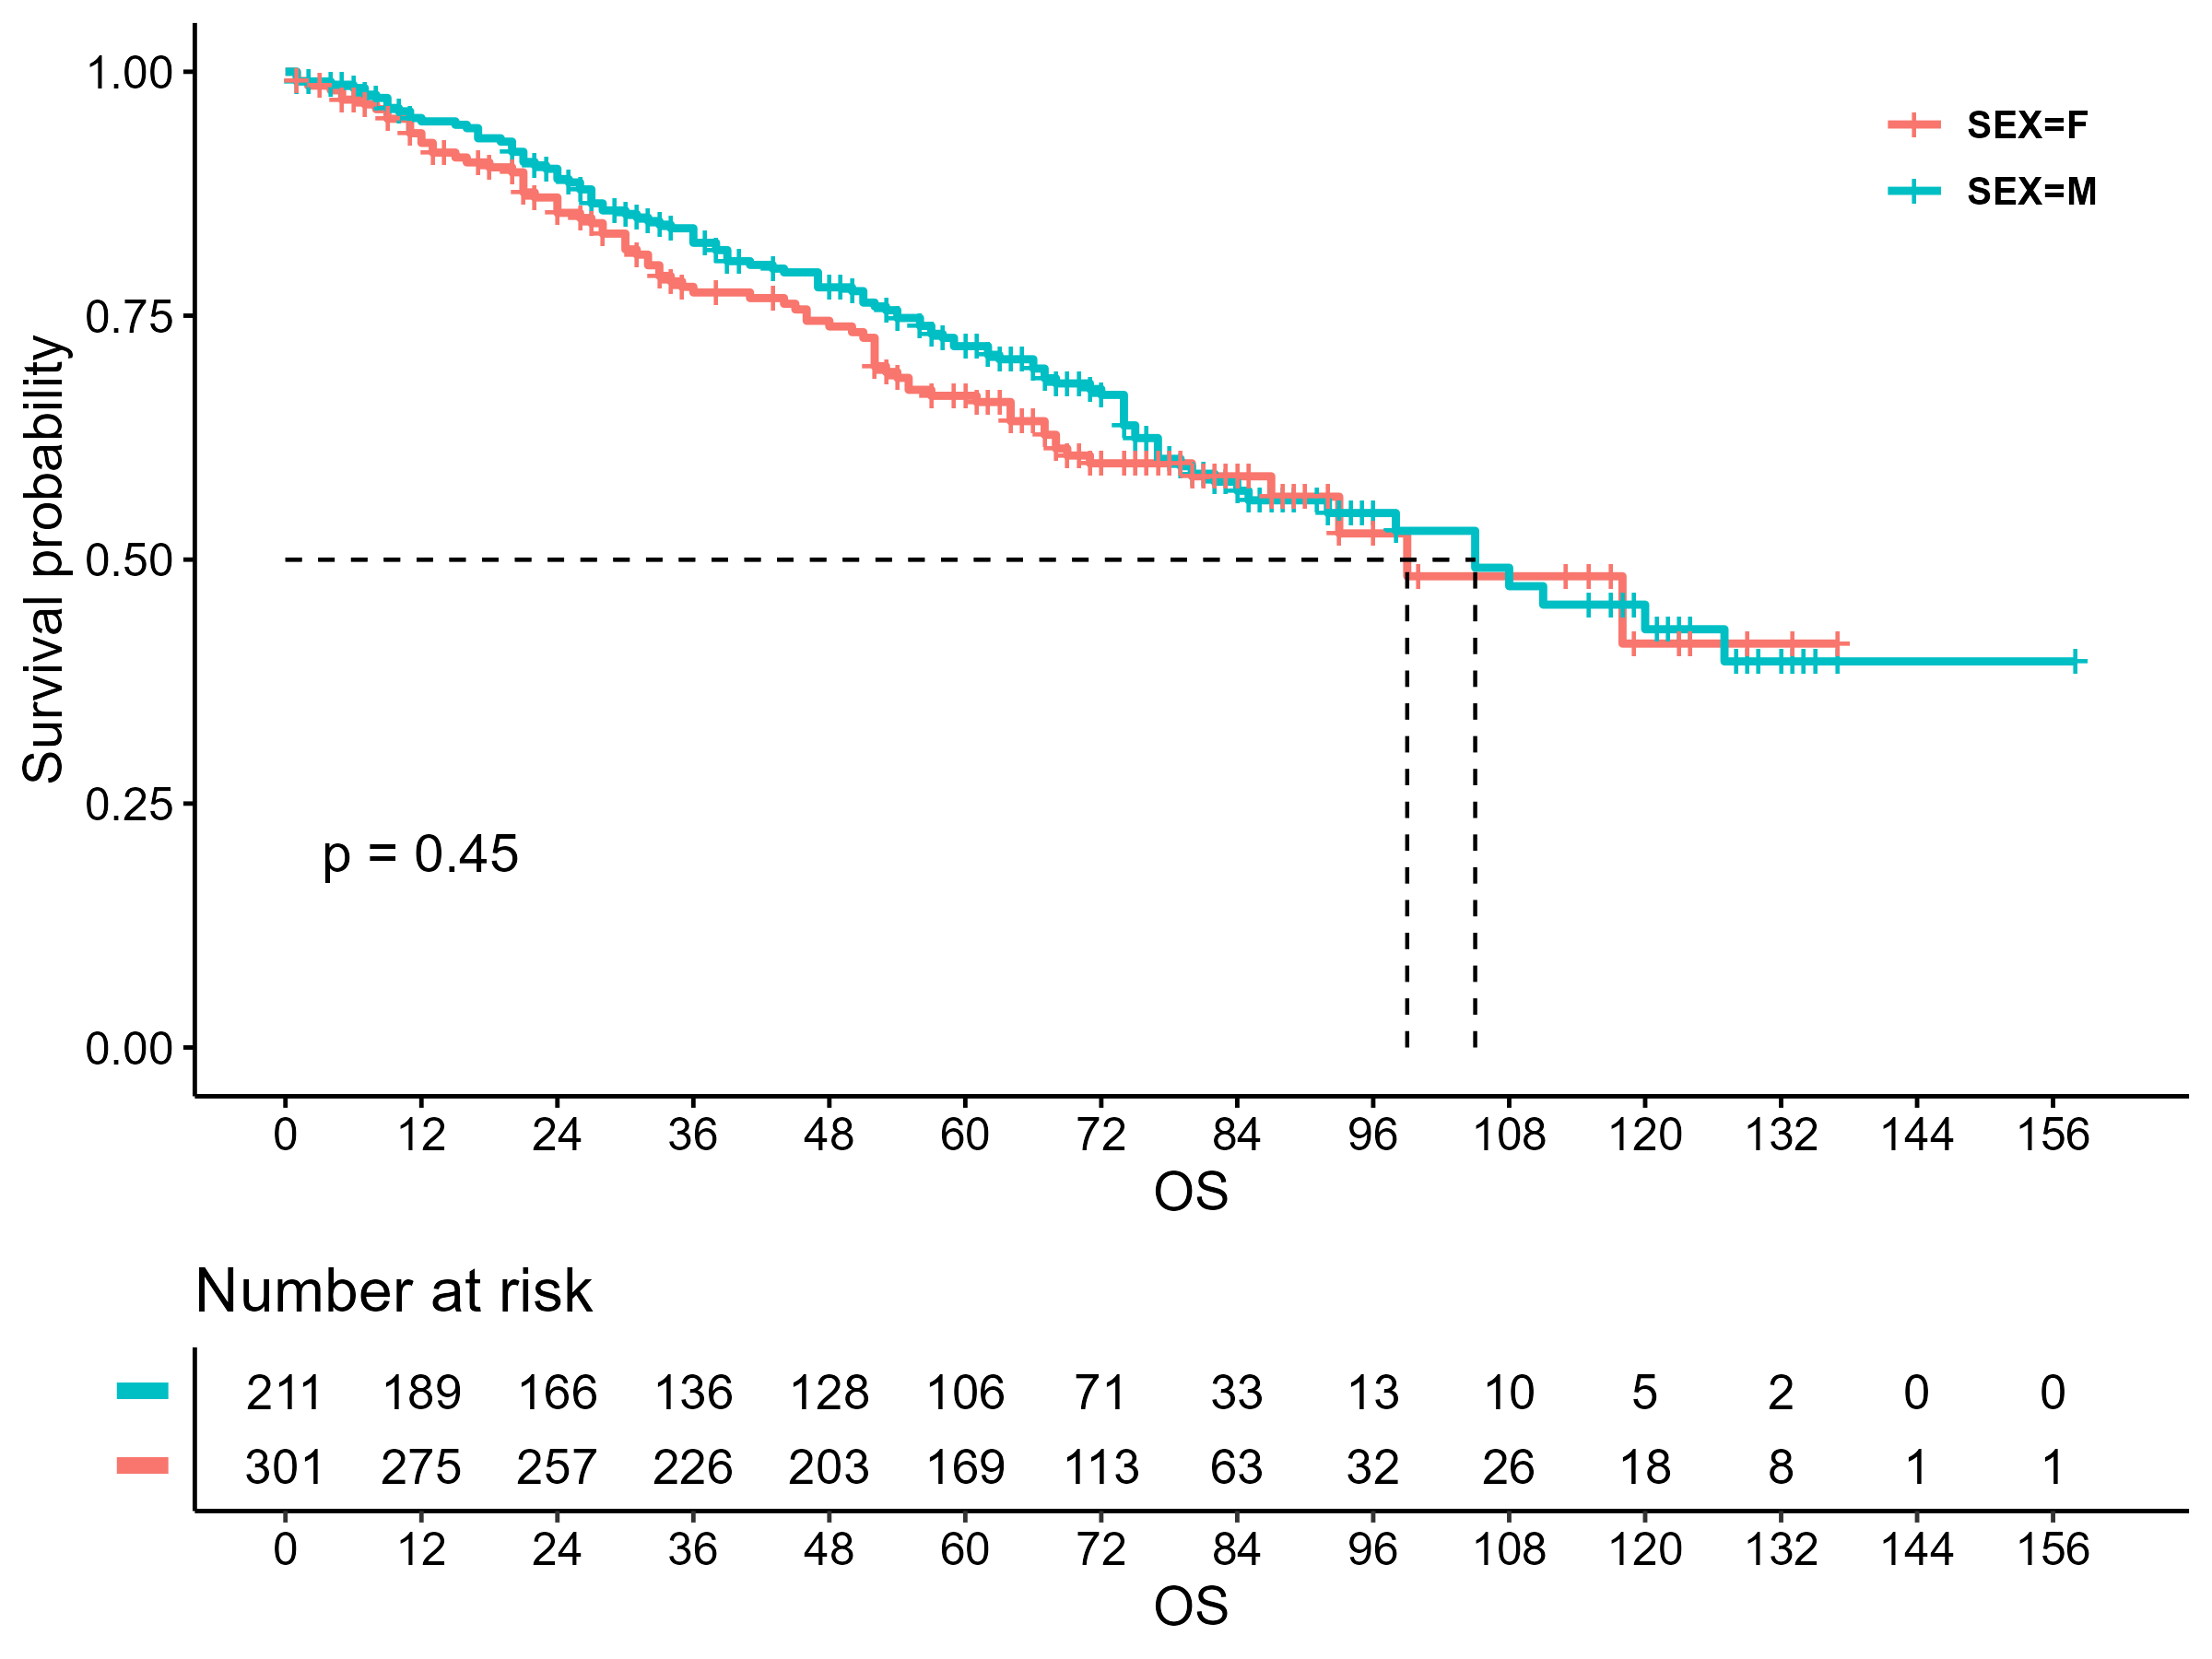 1.00
0.75
0.50
0.25
0.00
Survival probability
SEX=F
SEX=M
p = 0.45
0 12 24 36 48 60 72 84 96 108 120 132 144 156
OS
Number at risk
211 189 166 136 128 106 71 33 13 10 5 2 0 0
301 275 257 226 203 169 113 63 32 26 18 8 1 1
0 12 24 36 48 60 72 84 96 108 120 132 144 156
OS